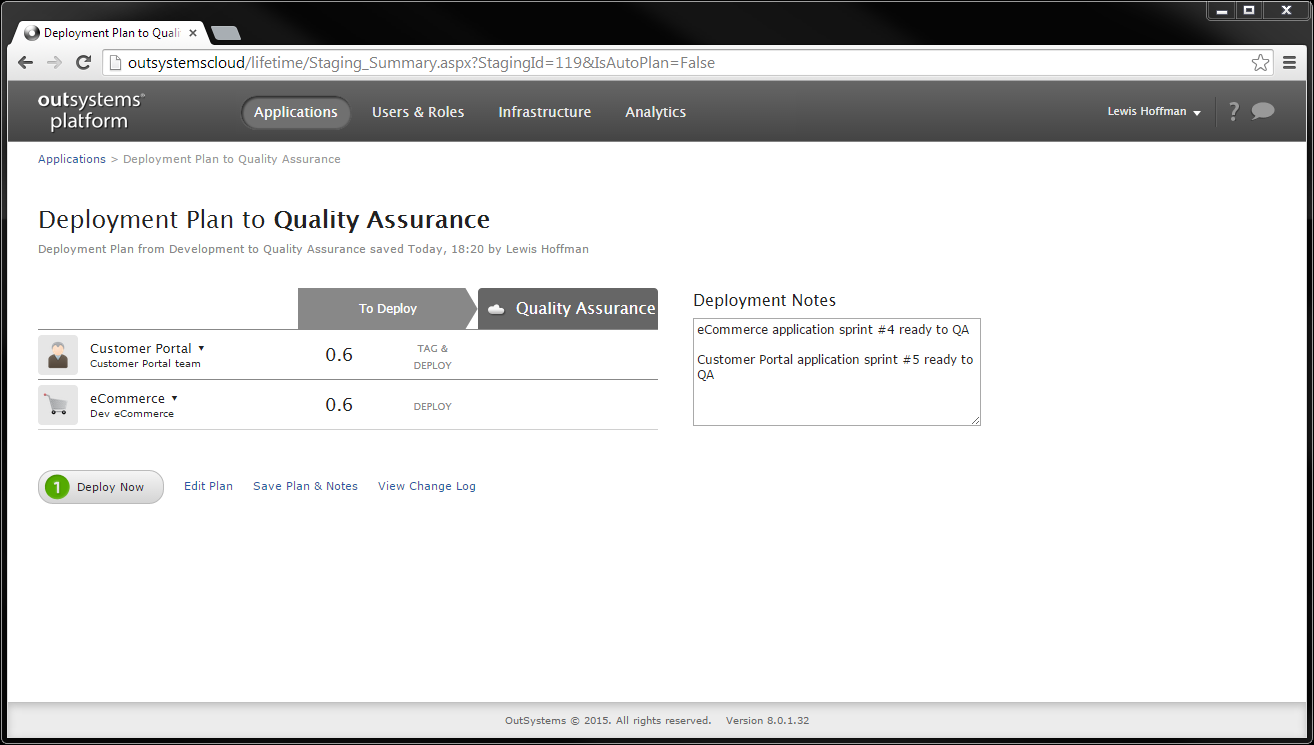 Deployment Plan to Quali
outsystemscloud/lifetime/Staging_Summary.aspx?StagingId=119&IsAutoPlan=False
outsystems®
platform
Applications
Users & Roles
Infrastructure
Analytics
Lewis Hoffman
?
Applications > Deployment Plan to Quality Assurance
Deployment Plan to Quality Assurance
Deployment Plan from Development to Quality Assurance saved Today, 18:20 by Lewis Hoffman
To Deploy
Quality Assurance
Customer Portal
Customer Portal team
0.6
TAG &
DEPLOY
eCommerce
Dev eCommerce
0.6
DEPLOY
Deployment Notes
eCommerce application sprint #4 ready to QA
Customer Portal application sprint #5 ready to
QA
1 Deploy Now
Edit Plan
Save Plan & Notes
View Change Log
OutSystems © 2015. All rights reserved. Version 8.0.1.32